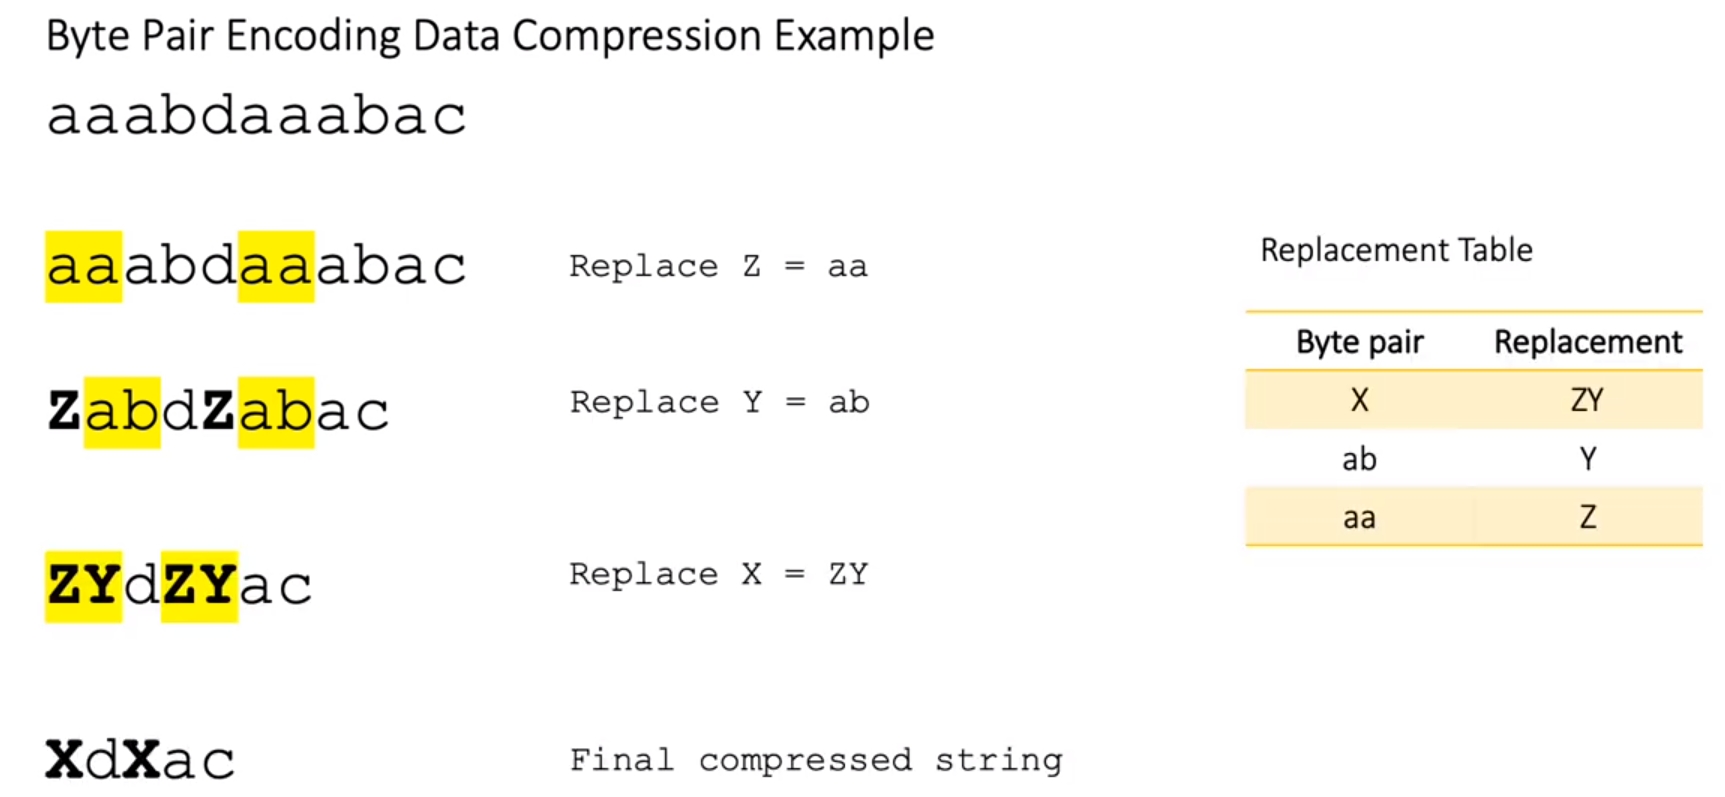 Byte Pair Encoding Data Compression Example
aaabdaaabac
aaabdaaabac
Replace Z = aa
ZabdZabac
Replace Y = ab
ZYdZYac
Replace X = ZY
XdXac
Final compressed string
Replacement Table
Byte pair Replacement
X ZY
ab Y
aa Z